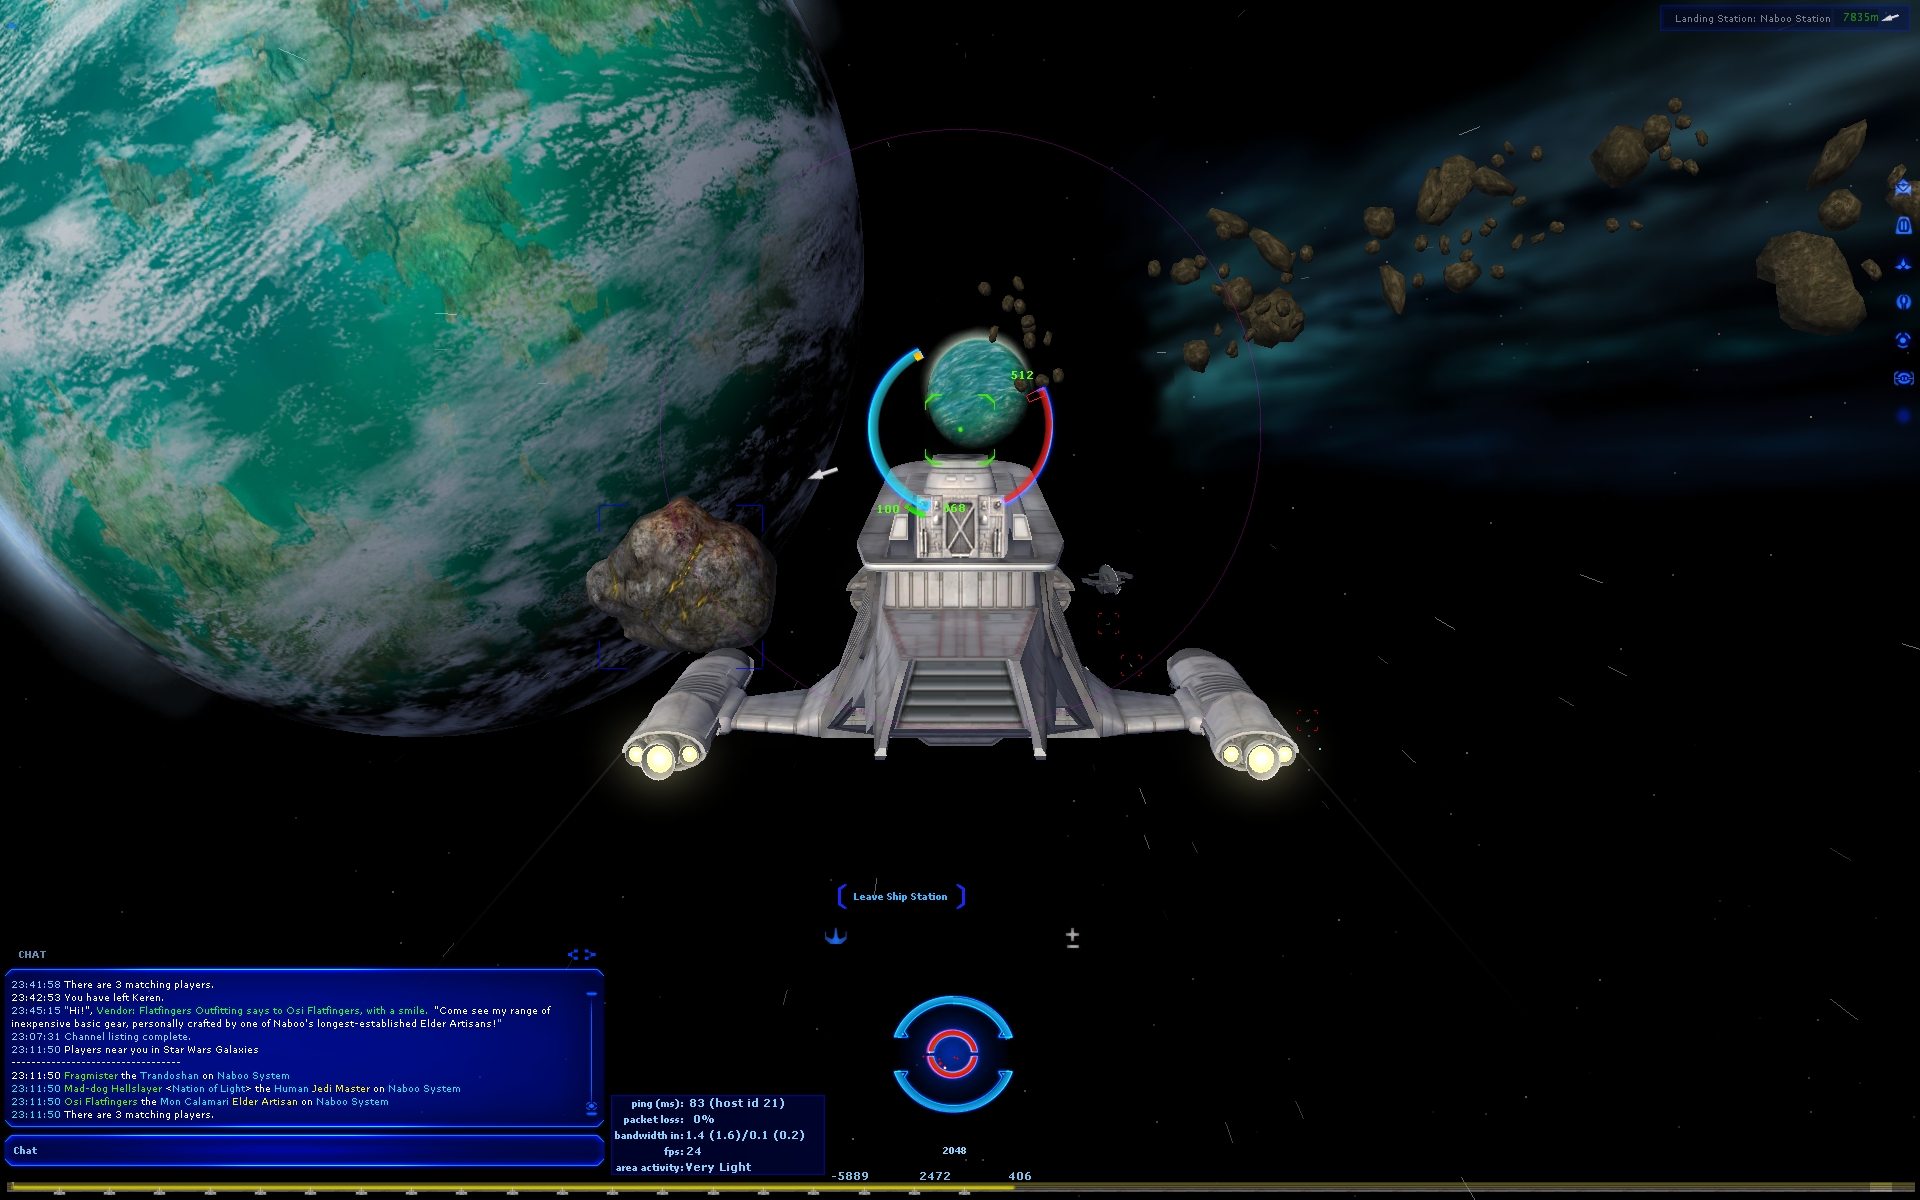 Landing Station: Naboo Station 7835m
512
100
Leave Ship Station
CHAT
23:41:58 There are 3 matching players.
23:42:53 You have left Keren.
23:45:15 "Hi!", Vendor: Flatfingers Outfitting says to Osi Flatfingers, with a smile. "Come see my range of
inexpensive basic gear, personally crafted by one of Naboo's longest-established Elder Artisans!"
23:07:31 Channel listing complete.
23:11:50 Players near you in Star Wars Galaxies
----------------------------------
23:11:50 Fragmister the Trandoshan on Naboo System
23:11:50 Mad-dog Hellslayer <Nation of Light> the Human Jedi Master on Naboo System
23:11:50 Osi Flatfingers the Mon Calamari Elder Artisan on Naboo System
23:11:50 There are 3 matching players.
Chat
ping (ms): 83 (host id 21)
packet loss: 0%
bandwidth in: 1.4 (1.6)/0.1 (0.2)
fps: 24
area activity: Very Light
2048
-5889 2472 406